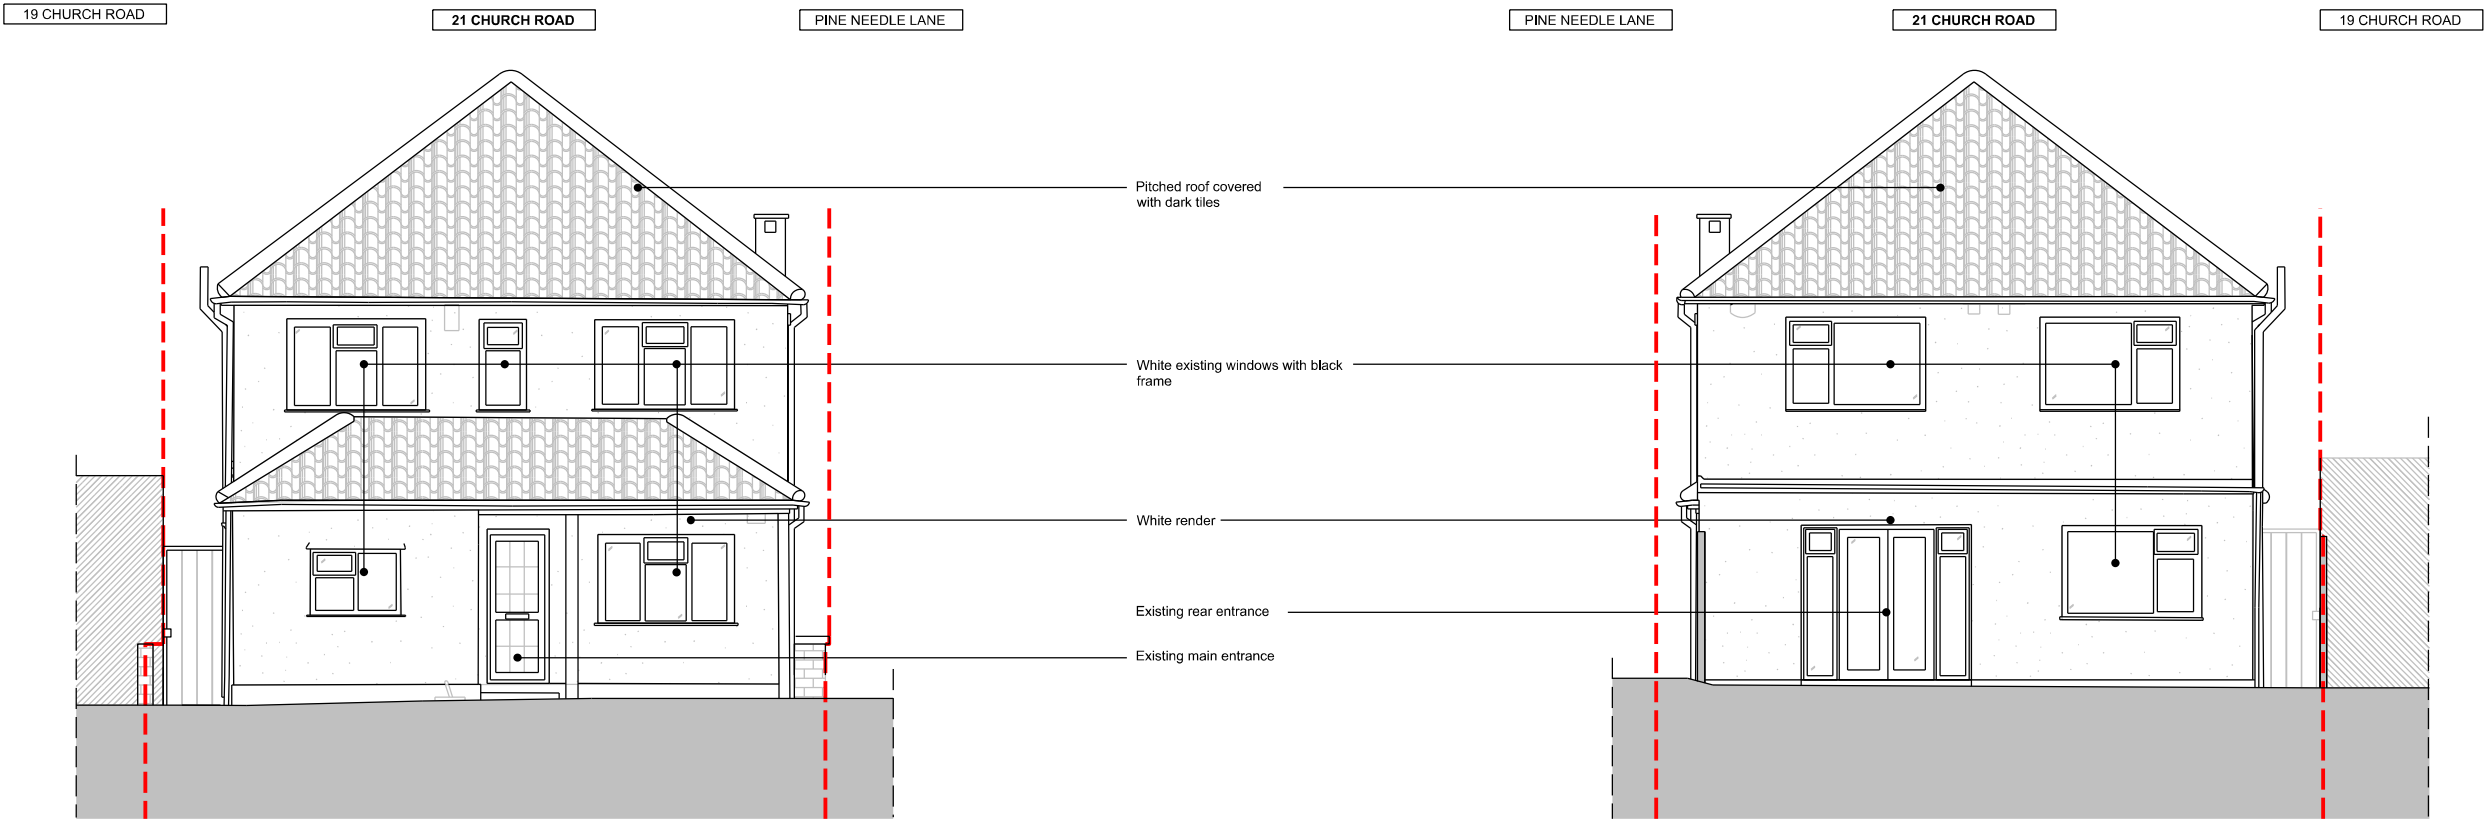 19 CHURCH ROAD
21 CHURCH ROAD
PINE NEEDLE LANE
PINE NEEDLE LANE
21 CHURCH ROAD
19 CHURCH ROAD
Pitched roof covered
with dark tiles
White existing windows with black
frame
White render
Existing rear entrance
Existing main entrance